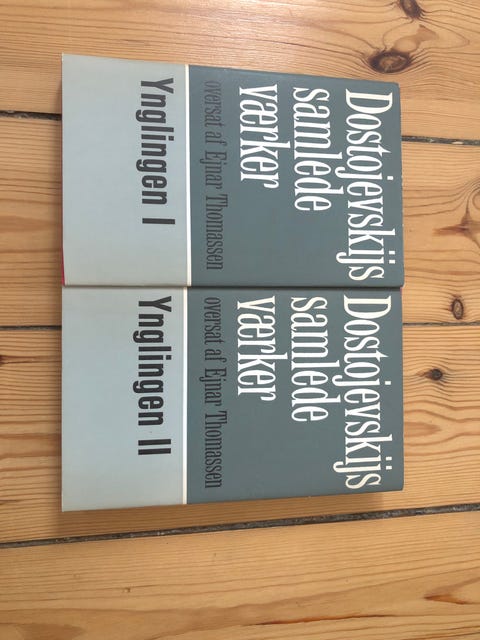 Dostojevskijs
samlede
værker
oversat af Ejnar Thomassen
Ynglingen I
Dostojevskijs
samlede
værker
oversat af Ejnar Thomassen
Ynglingen II